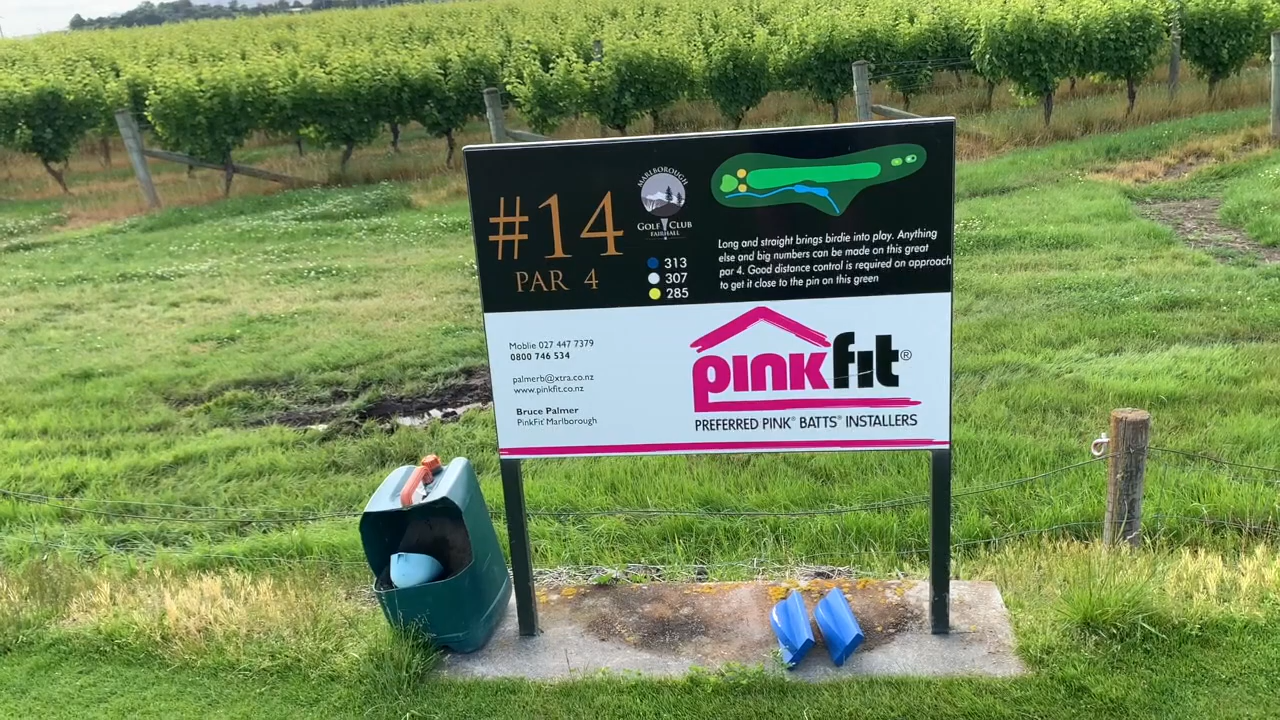 #14
PAR 4
MARLBOROUGH
GOLF CLUB
FAIRHALL
313
307
285
Long and straight brings birdie into play. Anything
else and big numbers can be made on this great
par 4. Good distance control is required on approach
to get it close to the pin on this green
Moblie 027 447 7379
0800 746 534
palmerb@xtra.co.nz
www.pinkfit.co.nz
Bruce Palmer
PinkFit® Marlborough
pinkfit®
PREFERRED PINK® BATTS® INSTALLERS